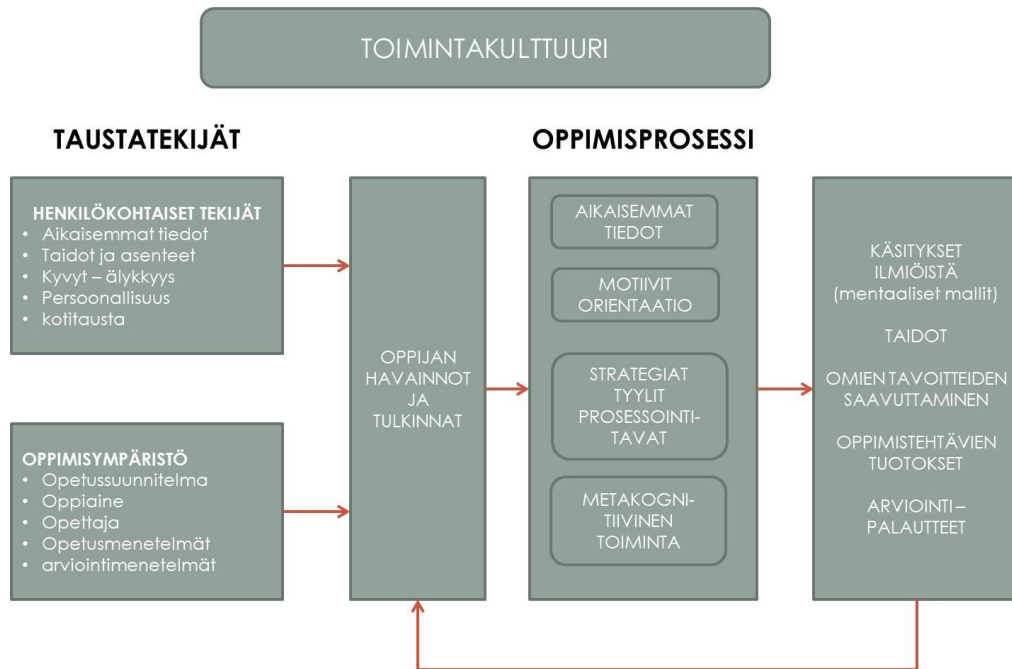 TOIMINTAKULTTUURI
TAUSTATEKIJÄT
HENKILÖKOHTAISET TEKIJÄT
• Aikaisemmat tiedot
• Taidot ja asenteet
• Kyvyt – älykkyys
• Persoonallisuus
• kotitausta
OPPIMISYMPÄRISTÖ
• Opetussuunnitelma
• Oppiaine
• Opettaja
• Opetusmenetelmät
• arviointimenetelmät
OPPIJAN
HAVAINNOT
JA
TULKINNAT
OPPIMISPROSESSI
AIKAISEMMAT
TIEDOT
MOTIIVIT
ORIENTAATIO
STRATEGIAT
TYYLIT
PROSESSOINTI-
TAVAT
METAKOGNI-
TIIVINEN
TOIMINTA
KÄSITYKSET
ILMIÖISTÄ
(mentaaliset mallit)
TAIDOT
OMIEN TAVOITTEIDEN
SAAVUTTAMINEN
OPPIMISTEHTÄVIEN
TUOTOKSET
ARVIOINTI –
PALAUTTEET